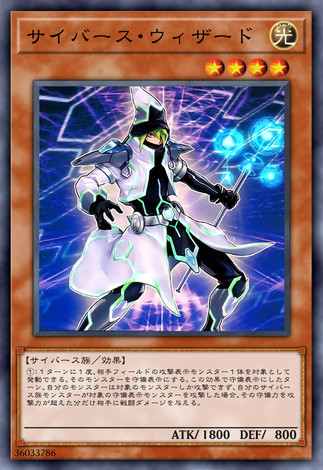 サイバース・ウィザード
光
【サイバース族／効果】
①：１ターンに１度、相手フィールドの攻撃表示モンスター１体を対象として
発動できる。そのモンスターを守備表示にする。この効果で守備表示にしたター
ン、自分のモンスターは対象のモンスターしか攻撃できず、自分のサイバ
ース族モンスターが対象の守備表示モンスターを攻撃した場合、その守備力を攻
撃力が超えた分だけ相手に戦闘ダメージを与える。
ATK/1800 DEF/ 800
36033786